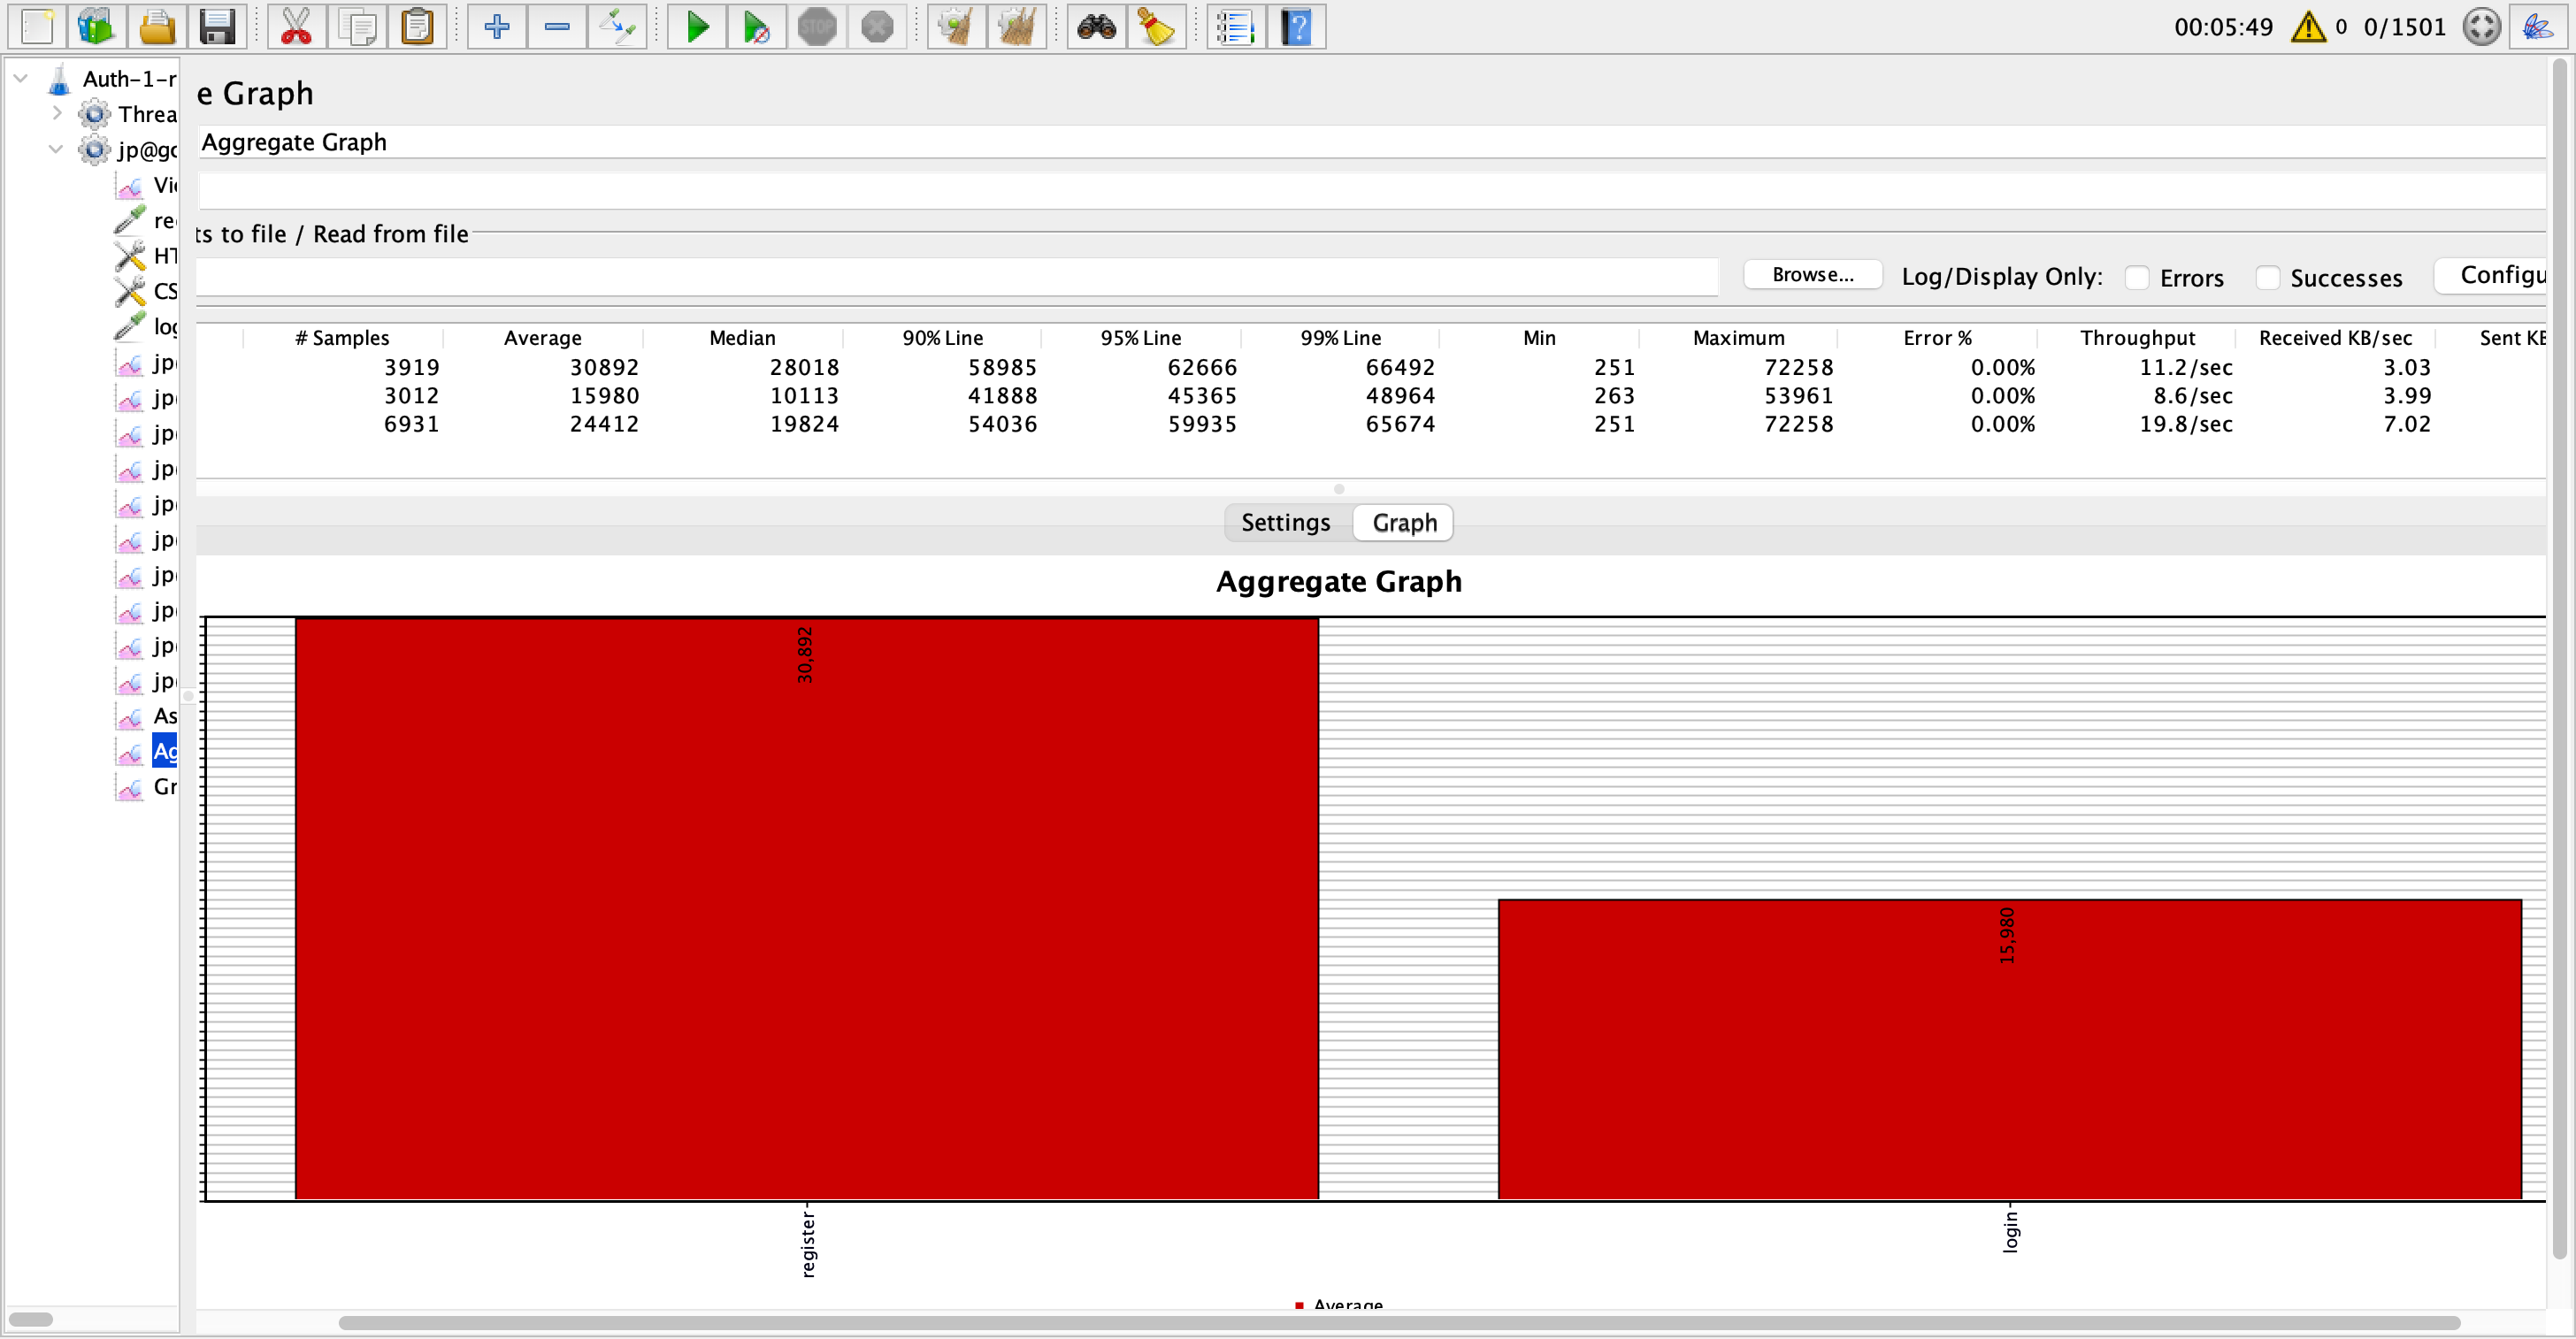 STOP
00:05:49
0
0/1501
Auth-1-r
Threa
jp@gc
Vie
re
HT
CS
log
jp
jp
jp
jp
jp
jp
jp
jp
jp
jp
As
Ag
Gr
e Graph
Aggregate Graph
ts to file / Read from file
Browse...
Log/Display Only:
Errors
Successes
Configu
# Samples Average Median 90% Line 95% Line 99% Line Min Maximum Error % Throughput Received KB/sec Sent KB
3919 30892 28018 58985 62666 66492 251 72258 0.00% 11.2/sec 3.03
3012 15980 10113 41888 45365 48964 263 53961 0.00% 8.6/sec 3.99
6931 24412 19824 54036 59935 65674 251 72258 0.00% 19.8/sec 7.02
Settings
Graph
Aggregate Graph
30,892
15,980
register
login
Average